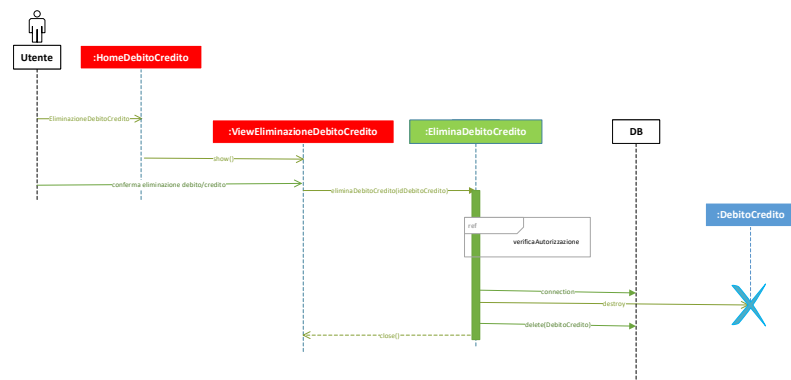 Utente
:HomeDebitoCredito
EliminazioneDebitoCredito
:ViewEliminazioneDebitoCredito
:EliminaDebitoCredito
DB
show()
conferma eliminazione debito/credito
eliminaDebitoCredito(idDebitoCredito)
:DebitoCredito
ref
verificaAutorizzazione
connection
destroy
delete(DebitoCredito)
close()